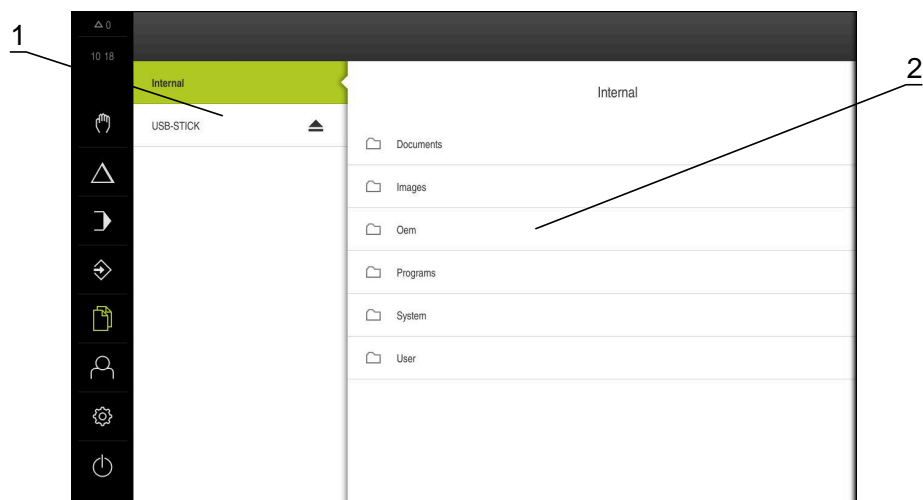 1
0
10 18
2
Internal
Internal
USB-STICK
Documents
Images
Oem
Programs
System
User